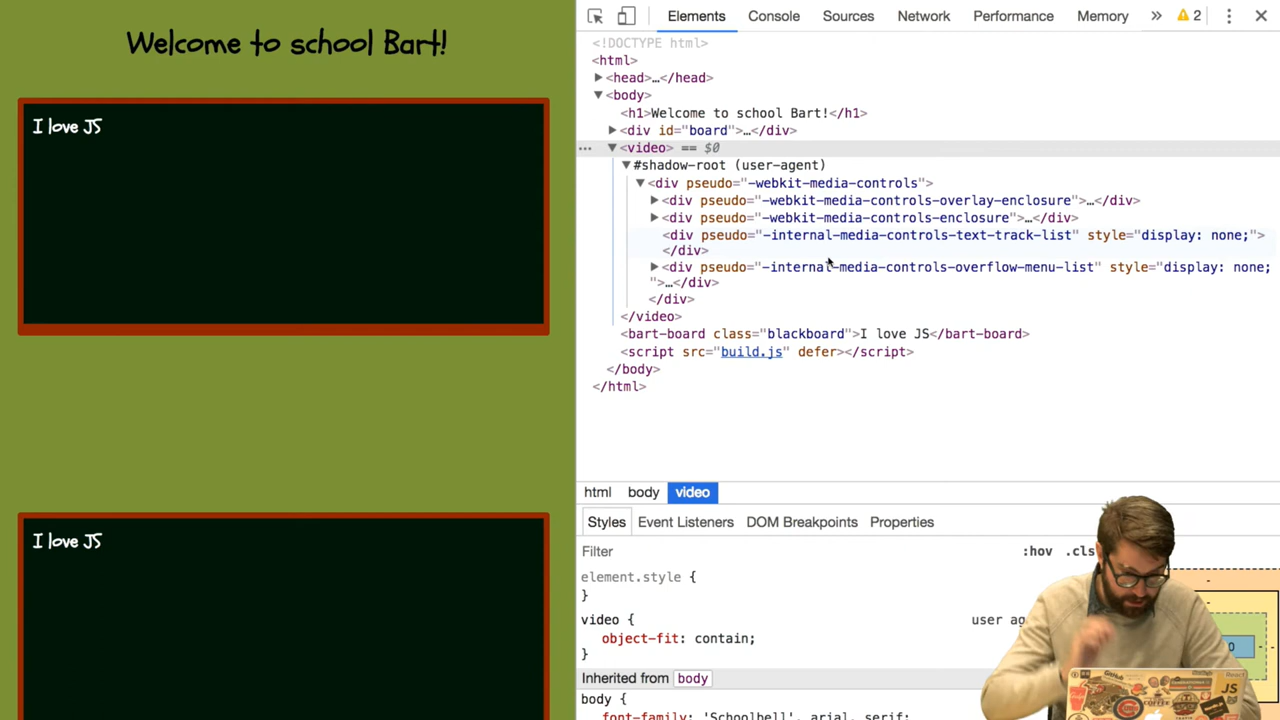 Welcome to school Bart!
I love JS
I love JS
Elements Console Sources Network Performance Memory » 2
<!DOCTYPE html>
<html>
<head>…</head>
<body>
<h1>Welcome to school Bart!</h1>
<div id="board">…</div>
… <video> == $0
#shadow-root (user-agent)
<div pseudo="-webkit-media-controls">
<div pseudo="-webkit-media-controls-overlay-enclosure">…</div>
<div pseudo="-webkit-media-controls-enclosure">…</div>
<div pseudo="-internal-media-controls-text-track-list" style="display: none;">
</div>
<div pseudo="-internal-media-controls-overflow-menu-list" style="display: none;
">…</div>
</div>
</video>
<bart-board class="blackboard">I love JS</bart-board>
<script src="build.js" defer></script>
</body>
</html>
html body video
Styles Event Listeners DOM Breakpoints Properties
Filter :hov .cls
element.style {
}
video { user
object-fit: contain;
}
Inherited from body
body {
font-family: 'Schoolbell', arial, serif;